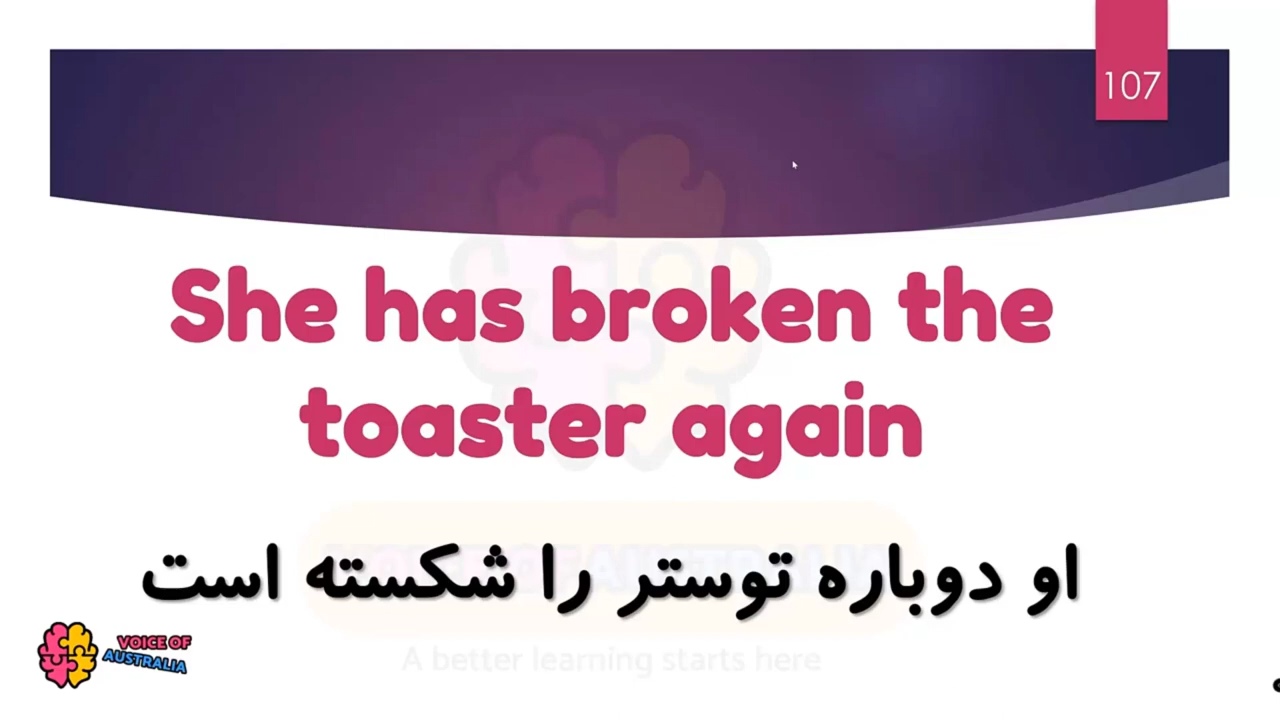 107
She has broken the
toaster again
او دوباره توستر را شکسته است
VOICE OF
AUSTRALIA
A better learning starts here